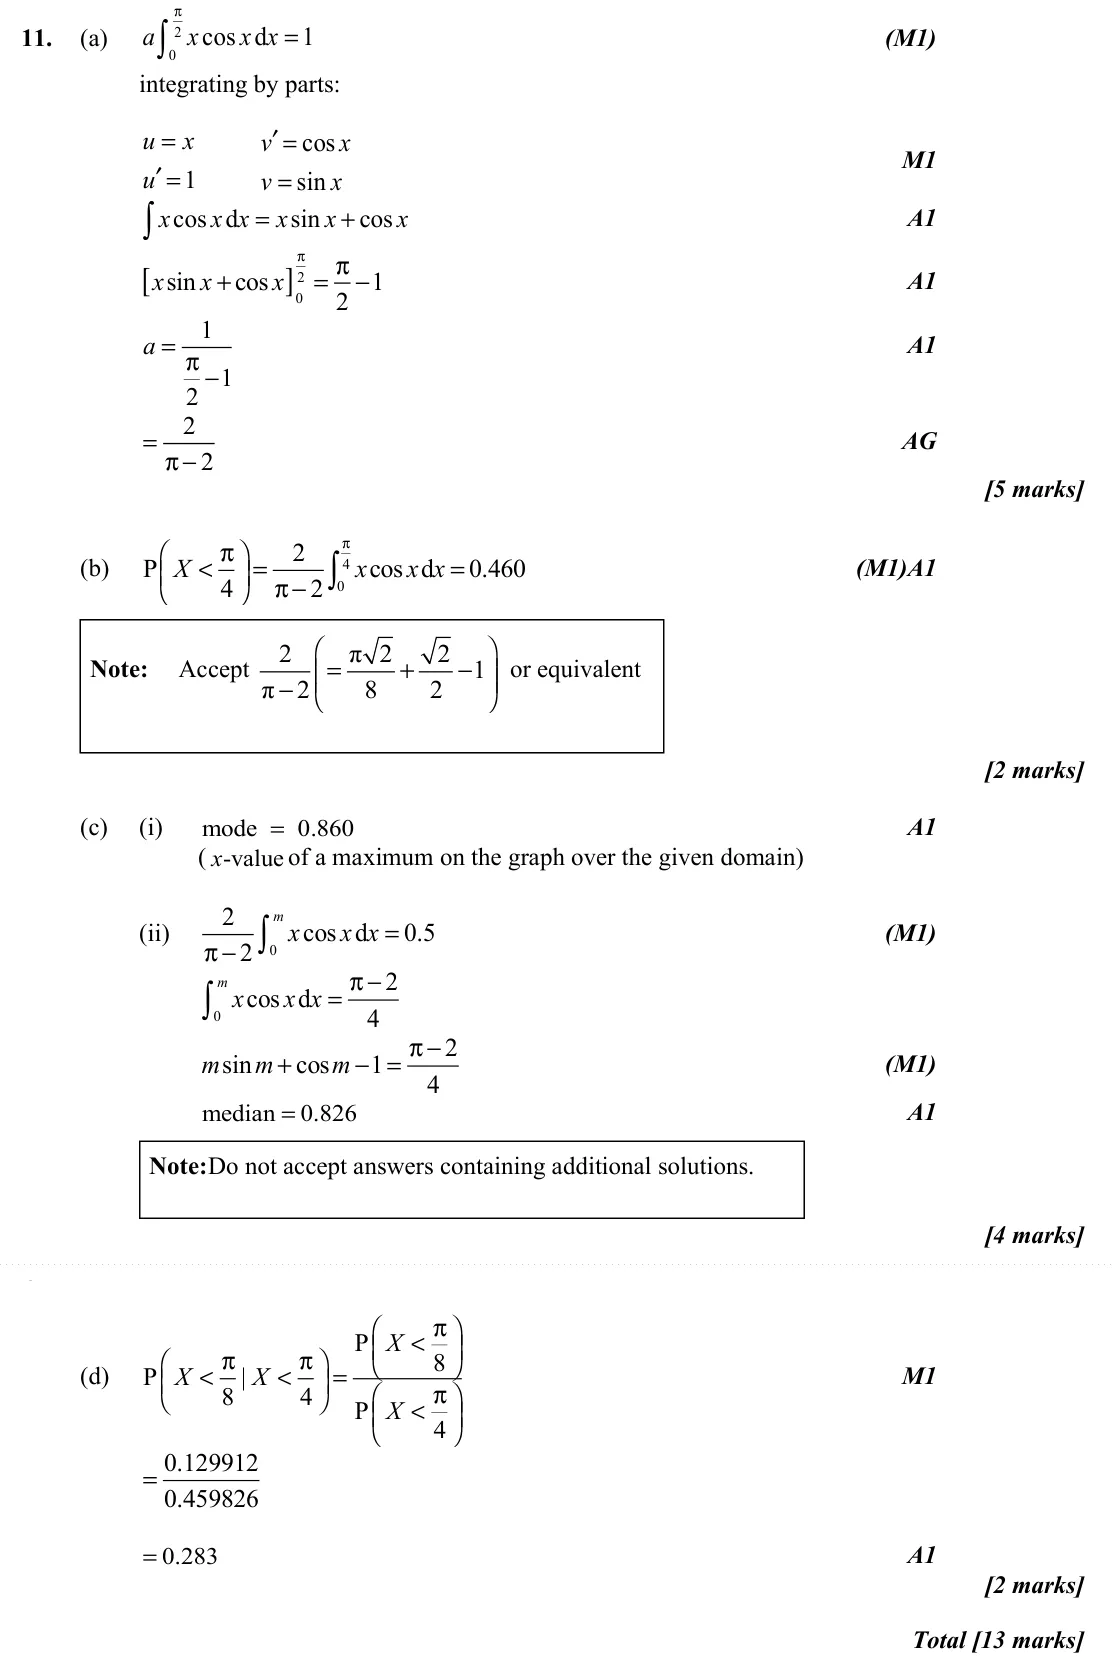 11. (a) a∫₀^(π/2) x cos x dx = 1 (M1)
integrating by parts:
u = x v′ = cos x
M1
u′ = 1 v = sin x
∫ x cos x dx = x sin x + cos x A1
[x sin x + cos x]₀^(π/2) = π/2 − 1 A1
a = 1/(π/2 − 1) A1
= 2/(π − 2) AG
[5 marks]
(b) P(X < π/4) = 2/(π − 2) ∫₀^(π/4) x cos x dx = 0.460 (M1)A1
Note: Accept 2/(π − 2) (= π√2/8 + √2/2 − 1) or equivalent
[2 marks]
(c) (i) mode = 0.860 A1
(x-value of a maximum on the graph over the given domain)
(ii) 2/(π − 2) ∫₀^m x cos x dx = 0.5 (M1)
∫₀^m x cos x dx = (π − 2)/4
m sin m + cos m − 1 = (π − 2)/4 (M1)
median = 0.826 A1
Note:Do not accept answers containing additional solutions.
[4 marks]
(d) P(X < π/8 | X < π/4) = P(X < π/8)/P(X < π/4) M1
= 0.129912/0.459826
= 0.283 A1
[2 marks]
Total [13 marks]